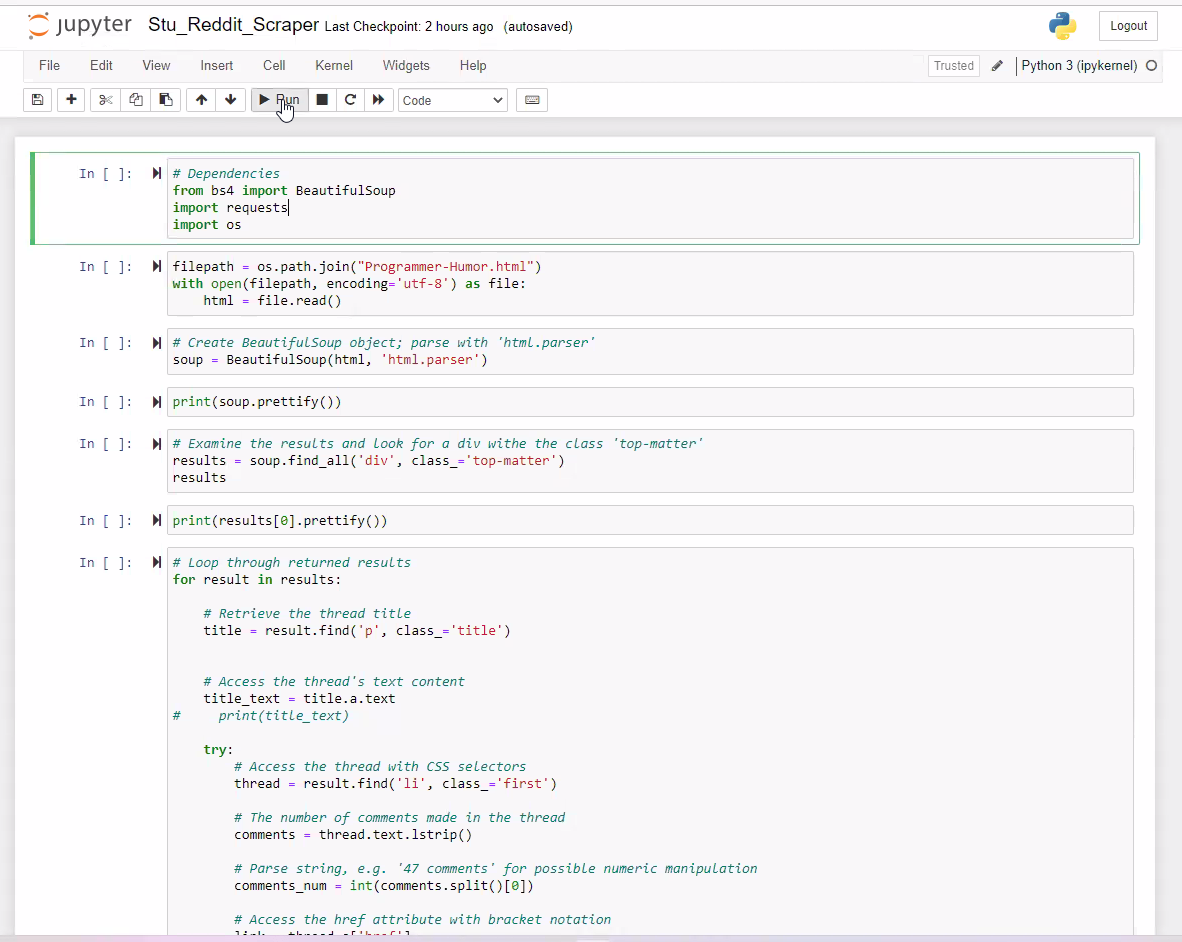 jupyter Stu_Reddit_Scraper Last Checkpoint: 2 hours ago (autosaved) Logout
File Edit View Insert Cell Kernel Widgets Help Trusted Python 3 (ipykernel)
Run Code
In [ ]: # Dependencies
from bs4 import BeautifulSoup
import requests
import os
In [ ]: filepath = os.path.join("Programmer-Humor.html")
with open(filepath, encoding='utf-8') as file:
    html = file.read()
In [ ]: # Create BeautifulSoup object; parse with 'html.parser'
soup = BeautifulSoup(html, 'html.parser')
In [ ]: print(soup.prettify())
In [ ]: # Examine the results and look for a div withe the class 'top-matter'
results = soup.find_all('div', class_='top-matter')
results
In [ ]: print(results[0].prettify())
In [ ]: # Loop through returned results
for result in results:
    # Retrieve the thread title
    title = result.find('p', class_='title')
    # Access the thread's text content
    title_text = title.a.text
#     print(title_text)
    try:
        # Access the thread with CSS selectors
        thread = result.find('li', class_='first')
        # The number of comments made in the thread
        comments = thread.text.lstrip()
        # Parse string, e.g. '47 comments' for possible numeric manipulation
        comments_num = int(comments.split()[0])
        # Access the href attribute with bracket notation
        link = thread.a['href']